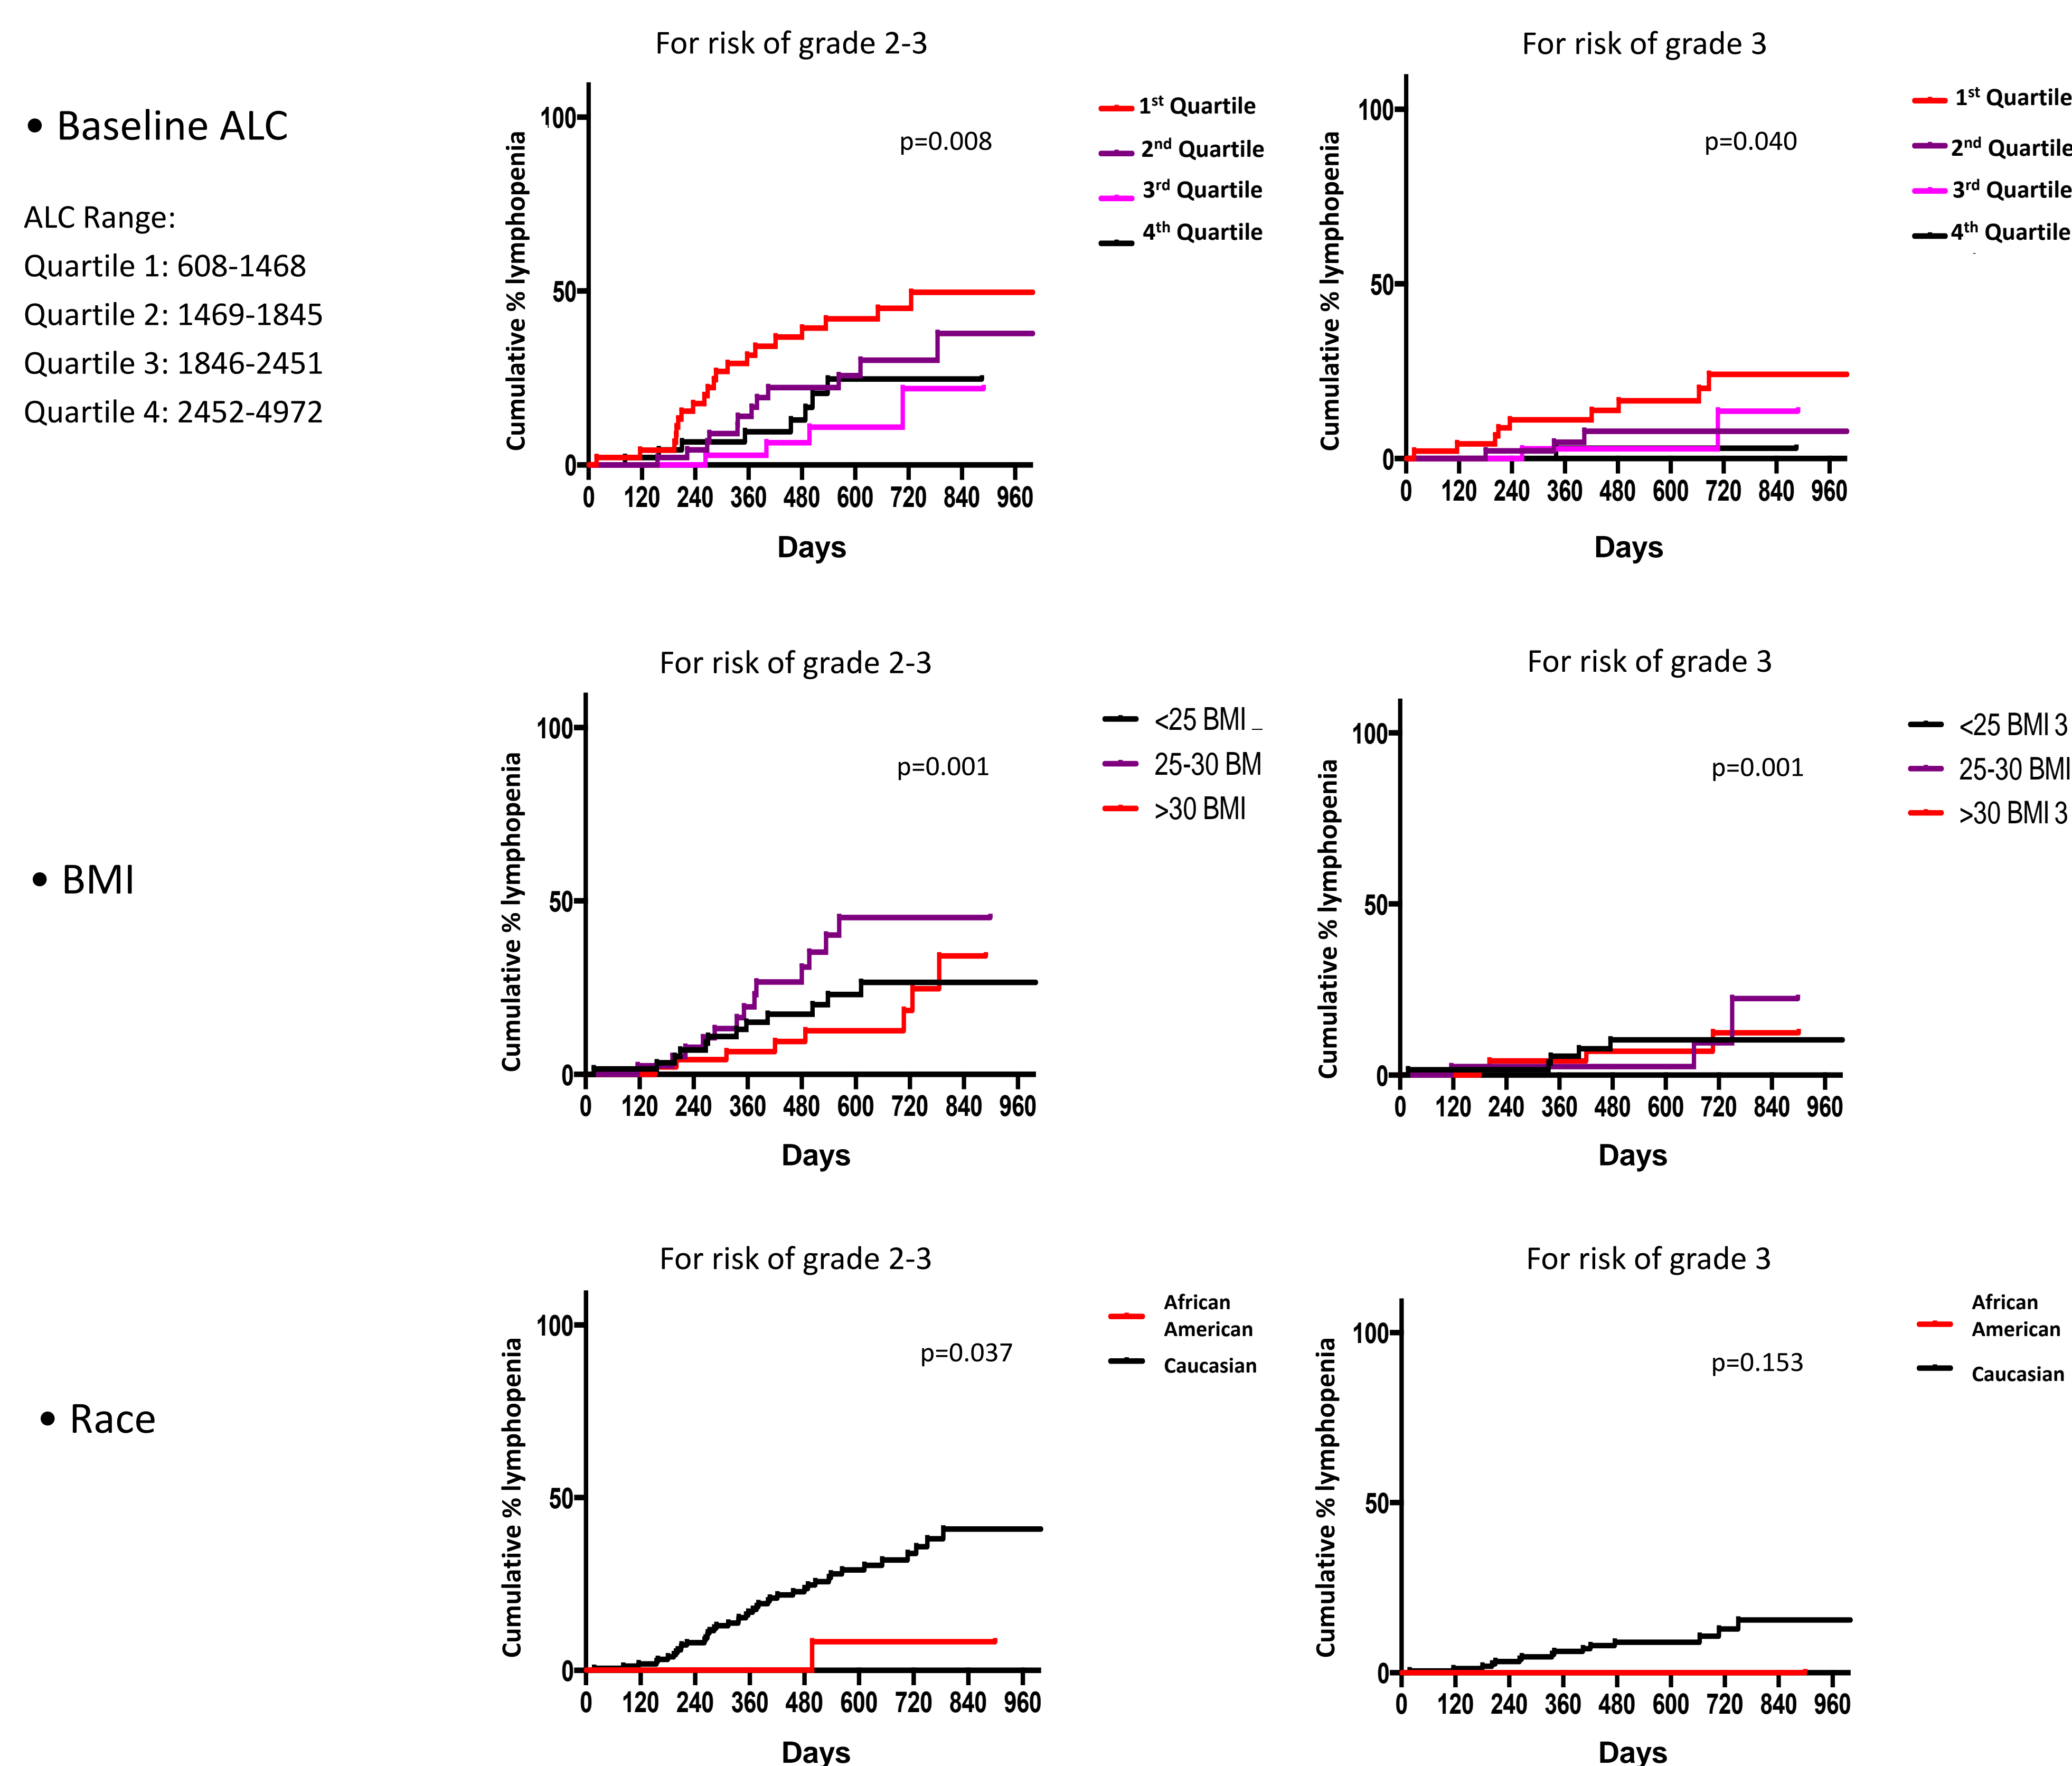 • Baseline ALC
ALC Range:
Quartile 1: 608-1468
Quartile 2: 1469-1845
Quartile 3: 1846-2451
Quartile 4: 2452-4972
For risk of grade 2-3
p=0.008
1st Quartile
2nd Quartile
3rd Quartile
4th Quartile
Cumulative % lymphopenia
100
50
0
0 120 240 360 480 600 720 840 960
Days
For risk of grade 3
p=0.040
1st Quartile
2nd Quartile
3rd Quartile
4th Quartile
Cumulative % lymphopenia
100
50
0
0 120 240 360 480 600 720 840 960
Days
• BMI
For risk of grade 2-3
p=0.001
<25 BMI _
25-30 BM
>30 BMI
Cumulative % lymphopenia
100
50
0
0 120 240 360 480 600 720 840 960
Days
For risk of grade 3
p=0.001
<25 BMI 3
25-30 BMI
>30 BMI 3
Cumulative % lymphopenia
100
50
0
0 120 240 360 480 600 720 840 960
Days
• Race
For risk of grade 2-3
p=0.037
African
American
Caucasian
Cumulative % lymphopenia
100
50
0
0 120 240 360 480 600 720 840 960
Days
For risk of grade 3
p=0.153
African
American
Caucasian
Cumulative % lymphopenia
100
50
0
0 120 240 360 480 600 720 840 960
Days